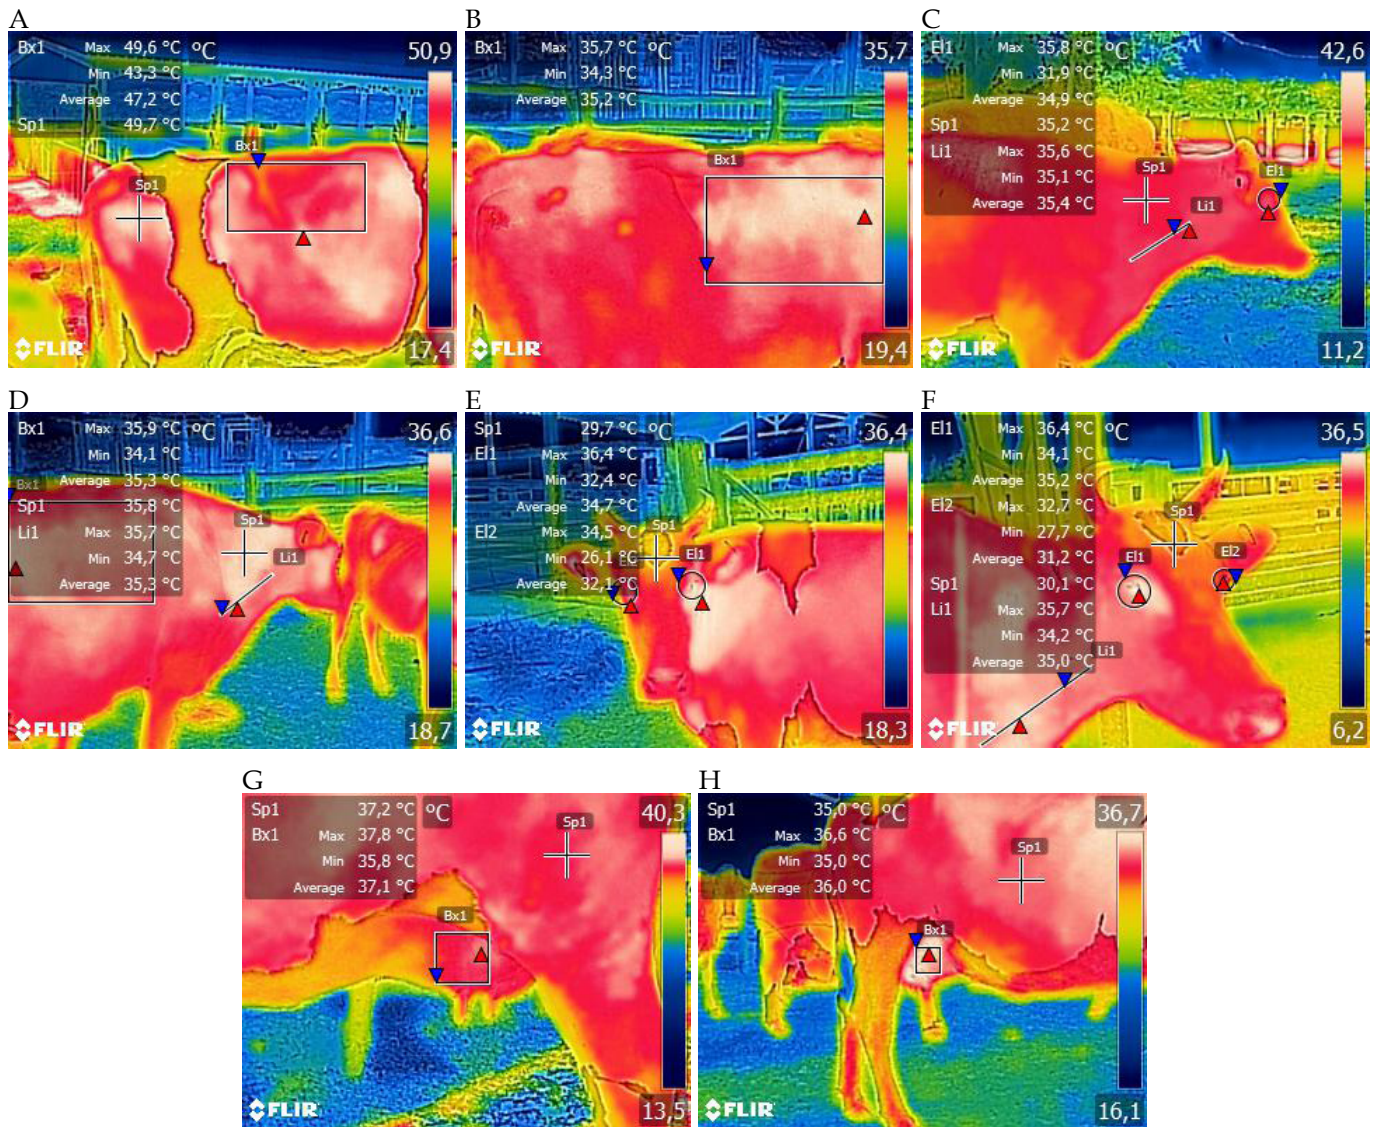 A
Bx1 Max 49,6 °C °C 50,9
Min 43,3 °C
Average 47,2 °C
Sp1 49,7 °C
Bx1
Sp1
FLIR 17,4
B
Bx1 Max 35,7 °C °C 35,7
Min 34,3 °C
Average 35,2 °C
Bx1
FLIR 19,4
C
El1 Max 35,8 °C °C 42,6
Min 31,9 °C
Average 34,9 °C
Sp1 35,2 °C
Li1 Max 35,6 °C
Min 35,1 °C
Average 35,4 °C
Sp1
El1
Li1
FLIR 11,2
D
Bx1 Max 35,9 °C °C 36,6
Min 34,1 °C
Average 35,3 °C
Bx1
Sp1 35,8 °C
Li1 Max 35,7 °C
Min 34,7 °C
Average 35,3 °C
Sp1
Li1
FLIR 18,7
E
Sp1 29,7 °C °C 36,4
El1 Max 36,4 °C
Min 32,4 °C
Average 34,7 °C
El2 Max 34,5 °C
Min 26,1 °C
Average 32,1 °C
Sp1
El1
FLIR 18,3
F
El1 Max 36,4 °C °C 36,5
Min 34,1 °C
Average 35,2 °C
El2 Max 32,7 °C
Min 27,7 °C
Average 31,2 °C
Sp1 30,1 °C
Li1 Max 35,7 °C
Min 34,2 °C
Average 35,0 °C
Sp1
El1
El2
Li1
FLIR 6,2
G
Sp1 37,2 °C °C 40,3
Bx1 Max 37,8 °C
Min 35,8 °C
Average 37,1 °C
Sp1
Bx1
FLIR 13,5
H
Sp1 35,0 °C °C 36,7
Bx1 Max 36,6 °C
Min 35,0 °C
Average 36,0 °C
Sp1
Bx1
FLIR 16,1